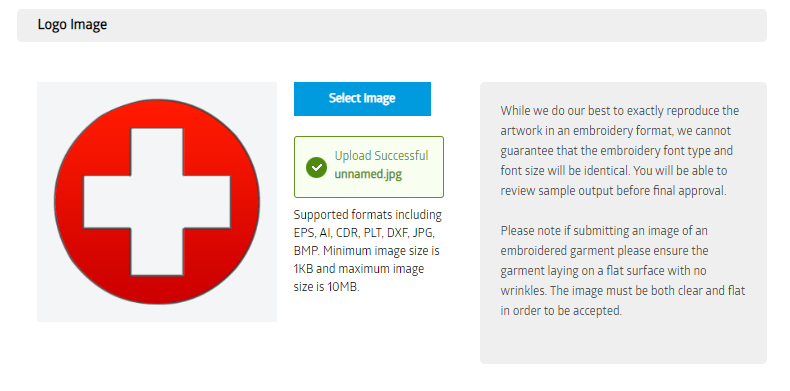 Logo Image
Select Image
Upload Successful
unnamed.jpg
Supported formats including
EPS, AI, CDR, PLT, DXF, JPG,
BMP. Minimum image size is
1KB and maximum image
size is 10MB.
While we do our best to exactly reproduce the
artwork in an embroidery format, we cannot
guarantee that the embroidery font type and
font size will be identical. You will be able to
review sample output before final approval.
Please note if submitting an image of an
embroidered garment please ensure the
garment laying on a flat surface with no
wrinkles. The image must be both clear and flat
in order to be accepted.